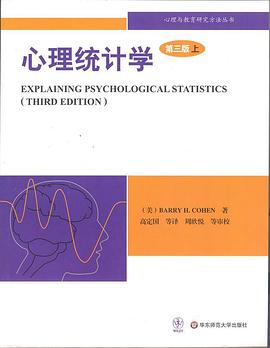 心理与教育研究方法丛书
心理统计学
第三版 上
EXPLAINING PSYCHOLOGICAL STATISTICS
(THIRD EDITION)
(美) BARRY H. COHEN 著
高定国 等译 周欣悦 等审校
华东师范大学出版社